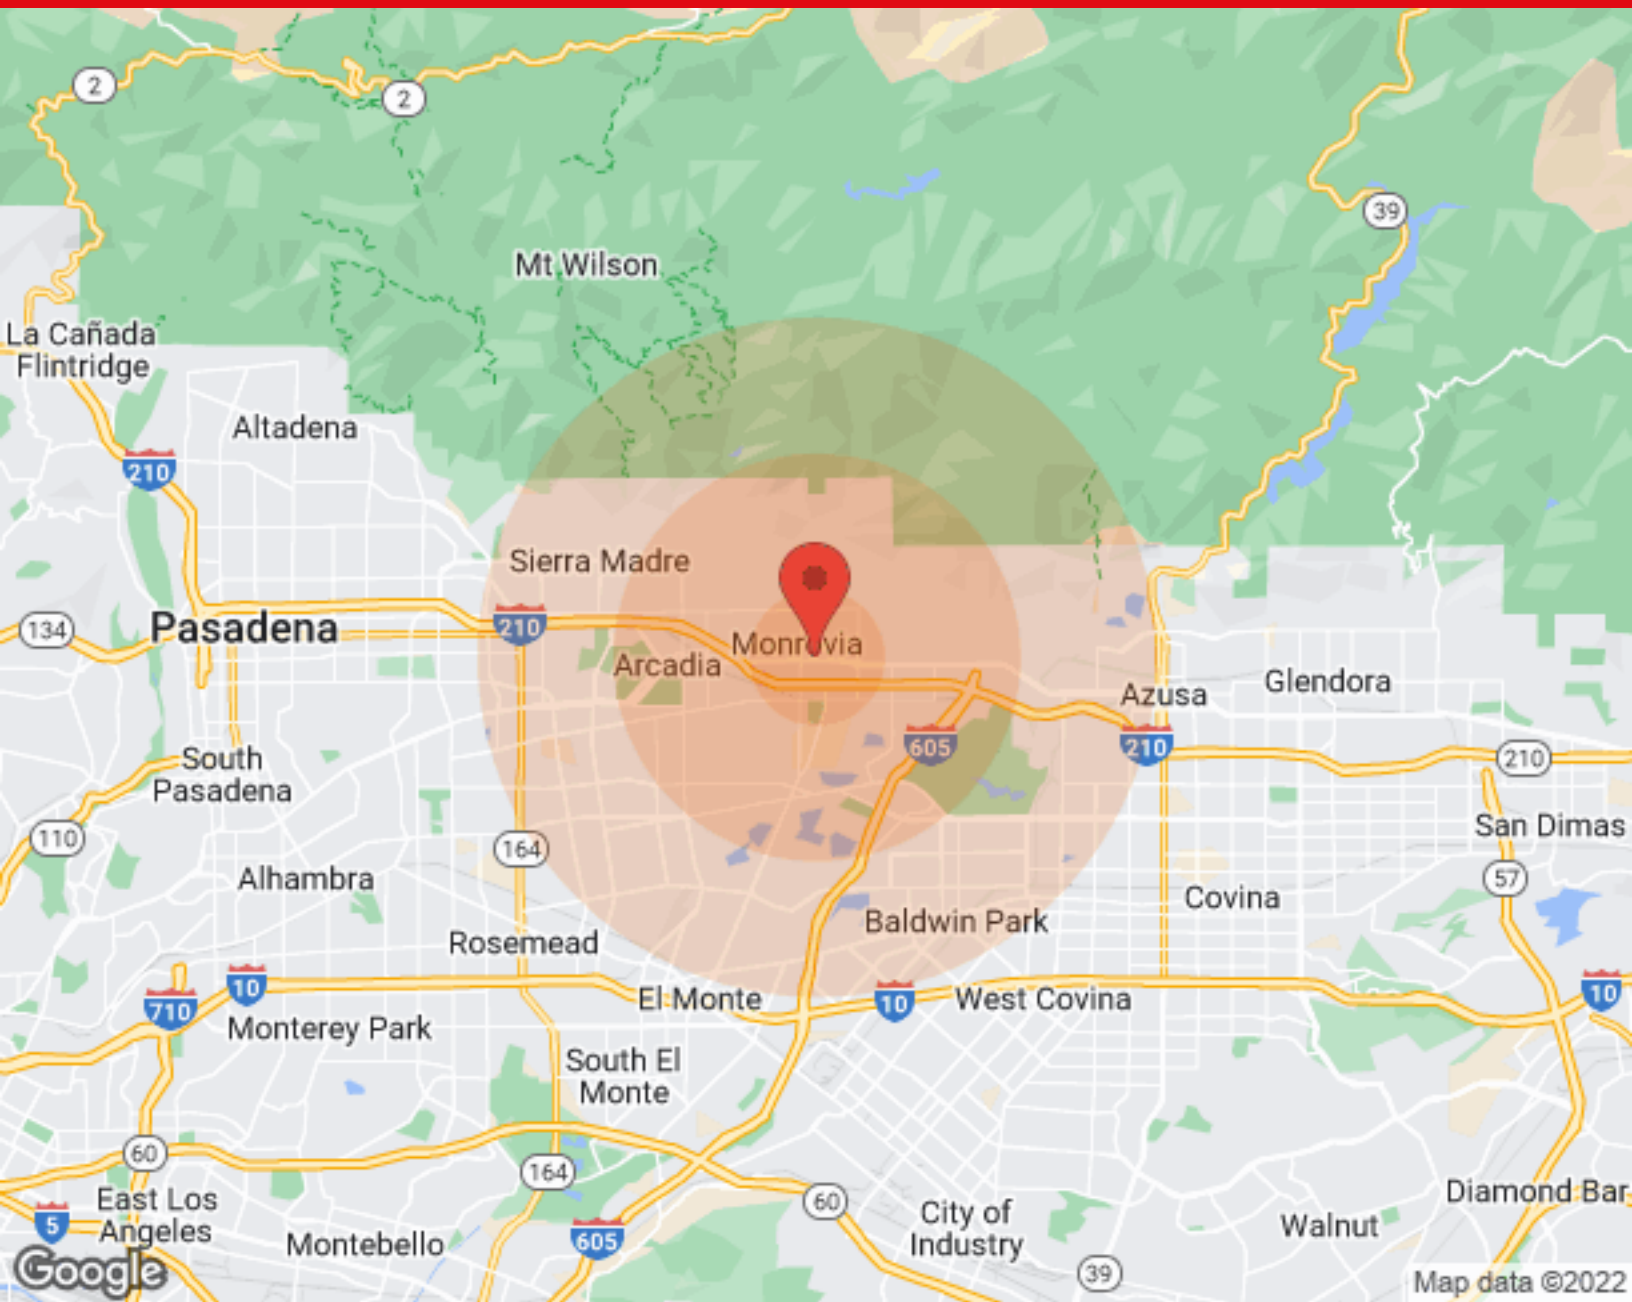 2
2
39
Mt Wilson
La Cañada
Flintridge
Altadena
210
Sierra Madre
134
Pasadena
210
Monrovia
Arcadia
Azusa
Glendora
605
210
210
South
Pasadena
110
164
San Dimas
Alhambra
57
Covina
Baldwin Park
Rosemead
10
710
El Monte
10
West Covina
10
Monterey Park
South El
Monte
60
164
East Los
Angeles
5
Montebello
605
60
City of
Industry
Walnut
Diamond Bar
39
Google
Map data ©2022